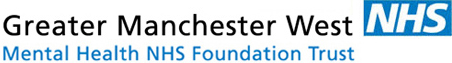 Greater Manchester West NHS
Mental Health NHS Foundation Trust